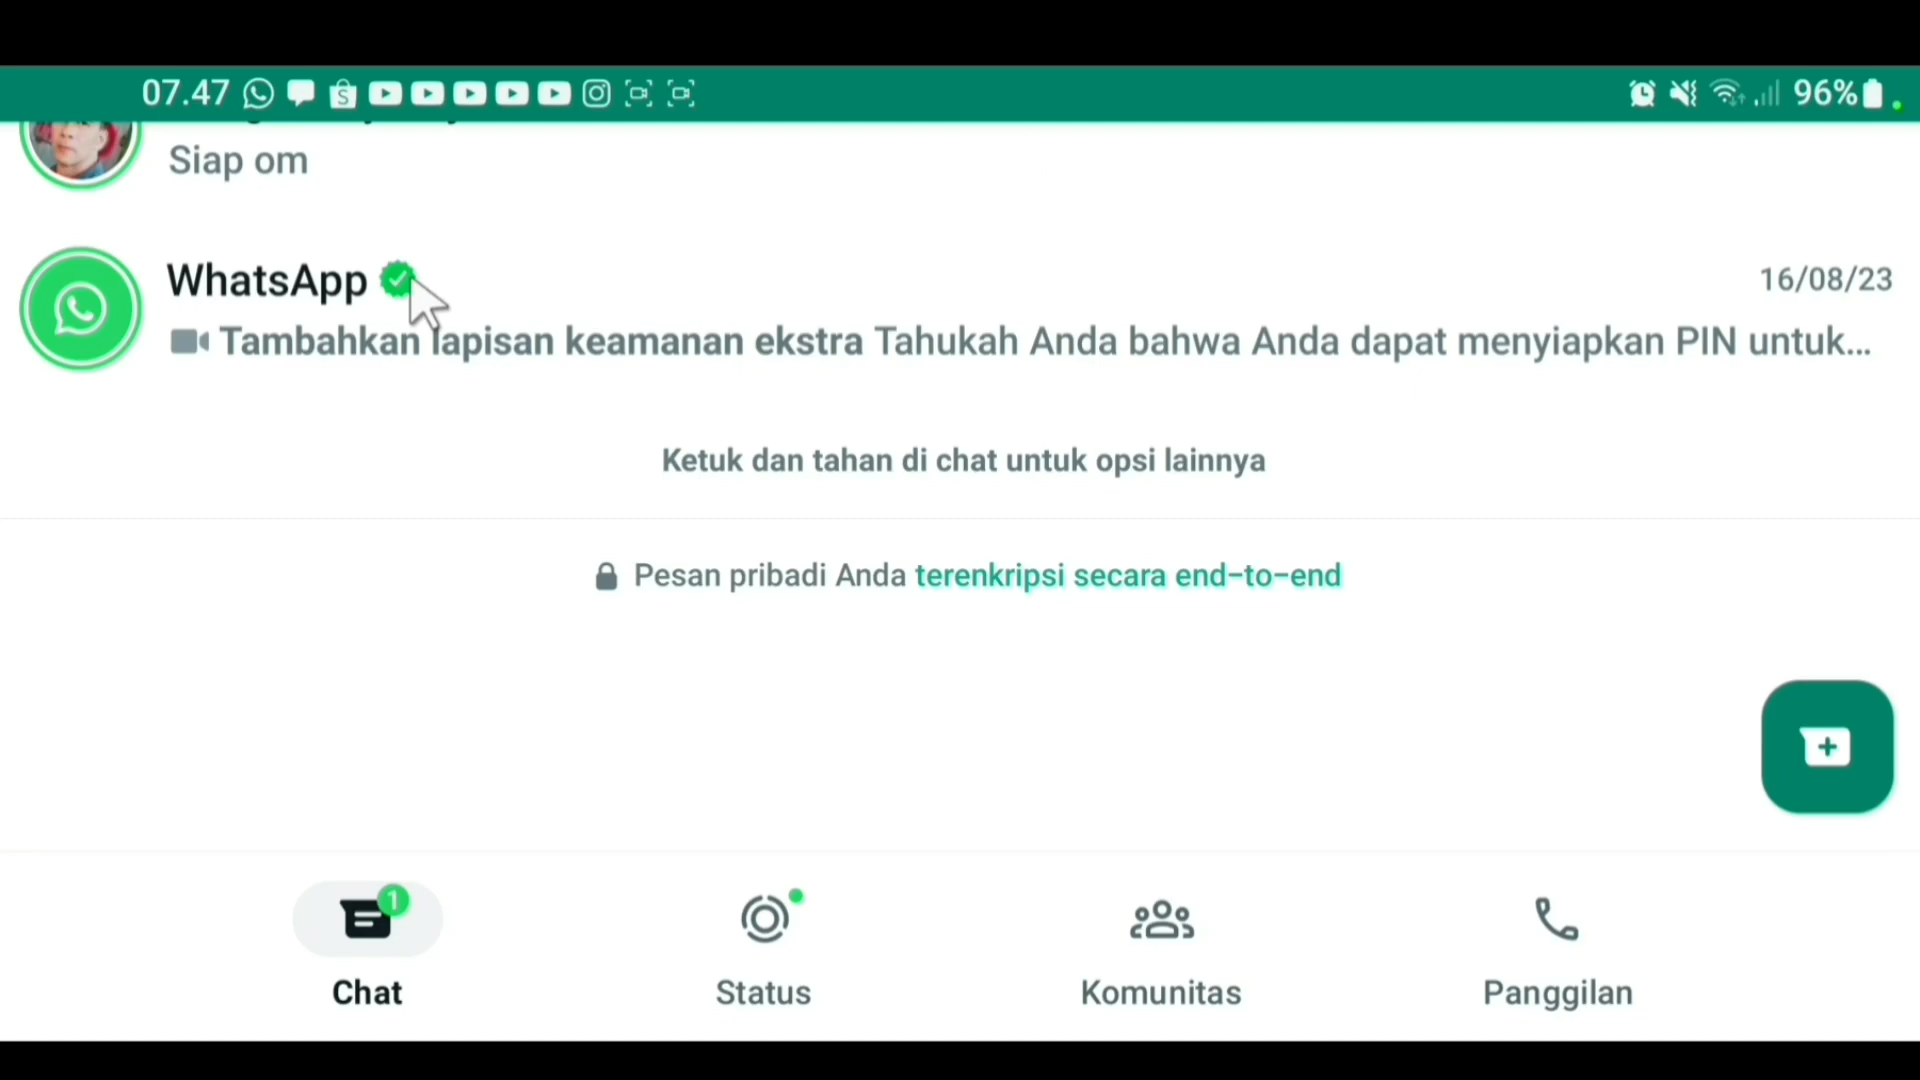 07.47
96%
Siap om
WhatsApp
16/08/23
Tambahkan lapisan keamanan ekstra Tahukah Anda bahwa Anda dapat menyiapkan PIN untuk...
Ketuk dan tahan di chat untuk opsi lainnya
Pesan pribadi Anda terenkripsi secara end-to-end
1
Chat
Status
Komunitas
Panggilan